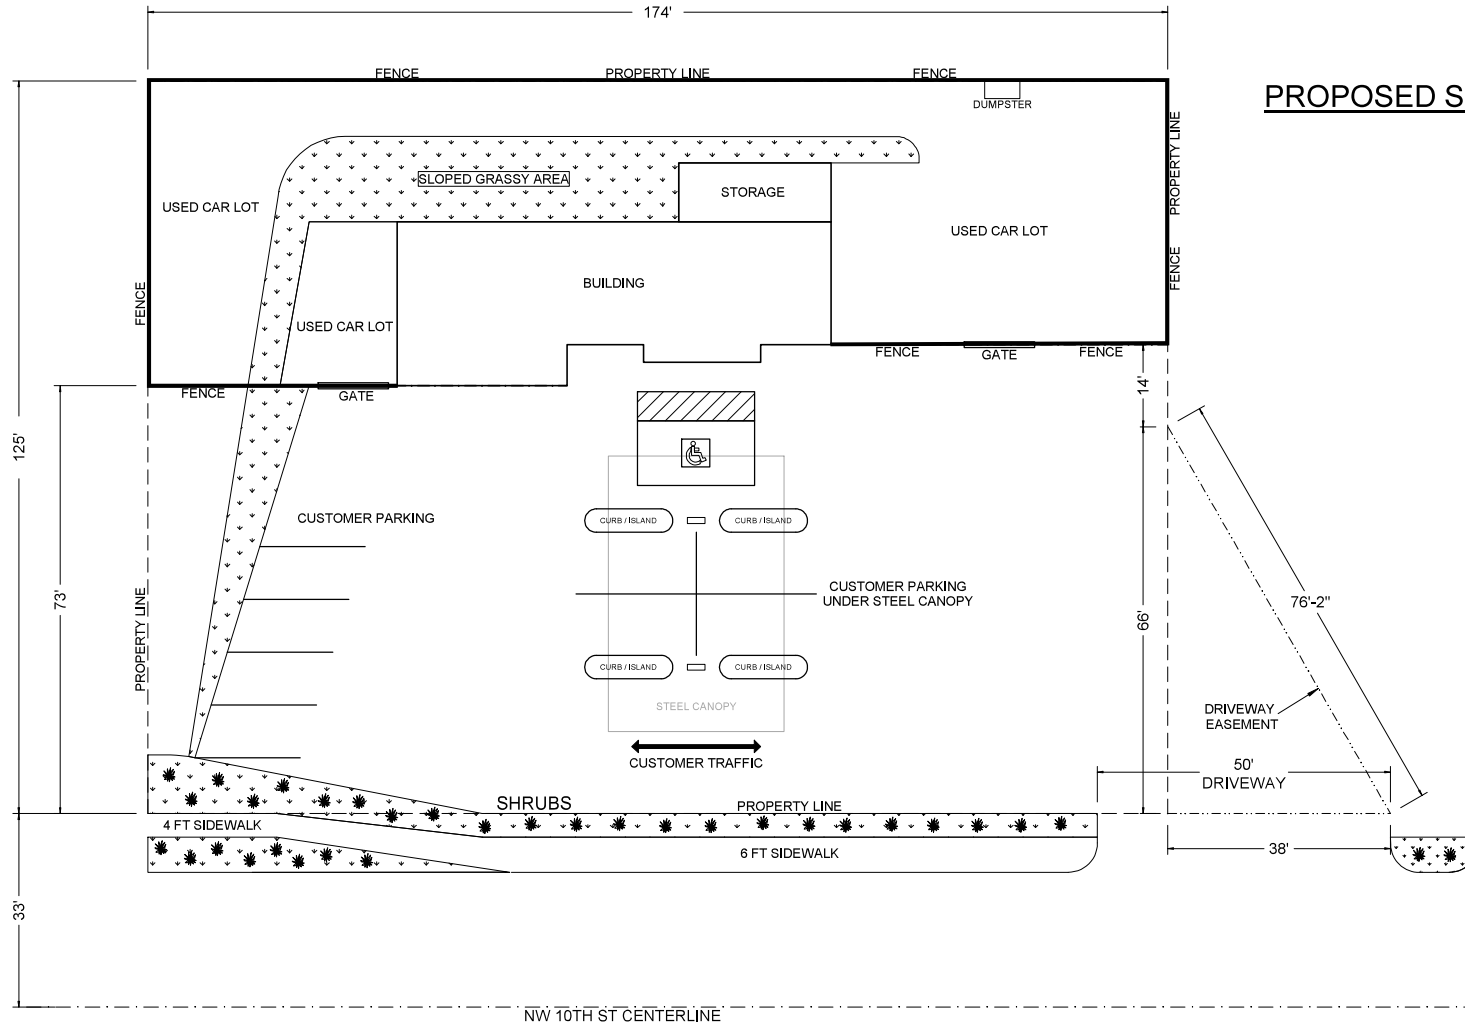 174'
FENCE
PROPERTY LINE
FENCE
DUMPSTER
PROPOSED S
PROPERTY LINE
SLOPED GRASSY AREA
STORAGE
USED CAR LOT
USED CAR LOT
FENCE
BUILDING
FENCE
USED CAR LOT
FENCE
GATE
FENCE
FENCE
GATE
14'
125'
CUSTOMER PARKING
CURB / ISLAND
CURB / ISLAND
73'
CUSTOMER PARKING
UNDER STEEL CANOPY
76'-2"
66'
PROPERTY LINE
CURB / ISLAND
CURB / ISLAND
STEEL CANOPY
DRIVEWAY
EASEMENT
CUSTOMER TRAFFIC
50'
DRIVEWAY
SHRUBS
PROPERTY LINE
4 FT SIDEWALK
6 FT SIDEWALK
38'
33'
NW 10TH ST CENTERLINE